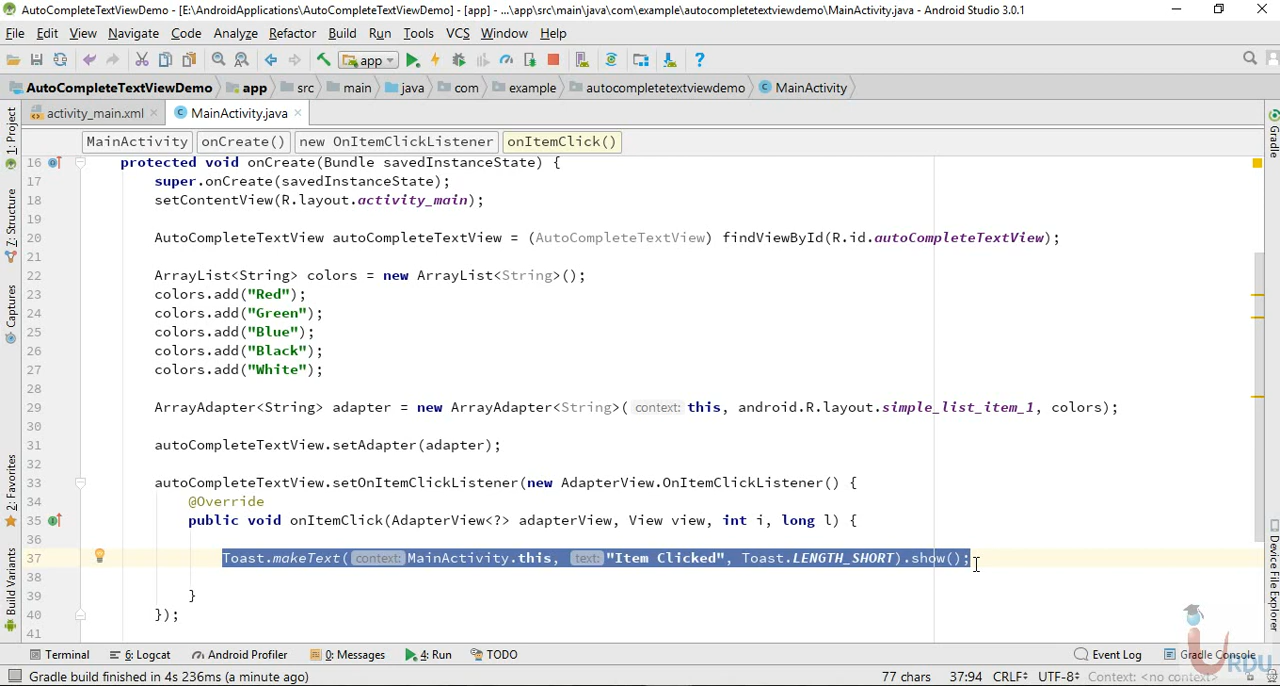 AutoCompleteTextViewDemo - [E:\AndroidApplications\AutoCompleteTextViewDemo] - [app] - ...\app\src\main\java\com\example\autocompletetextviewdemo\MainActivity.java - Android Studio 3.0.1
File Edit View Navigate Code Analyze Refactor Build Run Tools VCS Window Help
app
AutoCompleteTextViewDemo app src main java com example autocompletetextviewdemo MainActivity
activity_main.xml MainActivity.java
MainActivity onCreate() new OnItemClickListener onItemClick()
1: Project
Z: Structure
Captures
2: Favorites
Build Variants
Gradle
Device File Explorer
16 protected void onCreate(Bundle savedInstanceState) {
17 super.onCreate(savedInstanceState);
18 setContentView(R.layout.activity_main);
19
20 AutoCompleteTextView autoCompleteTextView = (AutoCompleteTextView) findViewById(R.id.autoCompleteTextView);
21
22 ArrayList<String> colors = new ArrayList<String>();
23 colors.add("Red");
24 colors.add("Green");
25 colors.add("Blue");
26 colors.add("Black");
27 colors.add("White");
28
29 ArrayAdapter<String> adapter = new ArrayAdapter<String>( context: this, android.R.layout.simple_list_item_1, colors);
30
31 autoCompleteTextView.setAdapter(adapter);
32
33 autoCompleteTextView.setOnItemClickListener(new AdapterView.OnItemClickListener() {
34 @Override
35 public void onItemClick(AdapterView<?> adapterView, View view, int i, long l) {
36
37 Toast.makeText( context: MainActivity.this, text: "Item Clicked", Toast.LENGTH_SHORT).show();
38
39 }
40 });
41
Terminal 6: Logcat Android Profiler 0: Messages 4: Run TODO Event Log Gradle Console
Gradle build finished in 4s 236ms (a minute ago) 77 chars 37:94 CRLF UTF-8 Context: <no context>
URDU